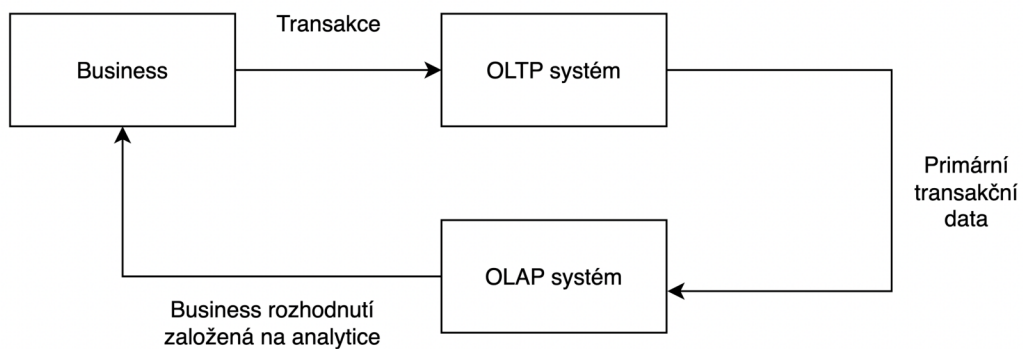 Transakce
Business
OLTP systém
Primární
transakční
data
OLAP systém
Business rozhodnutí
založená na analytice